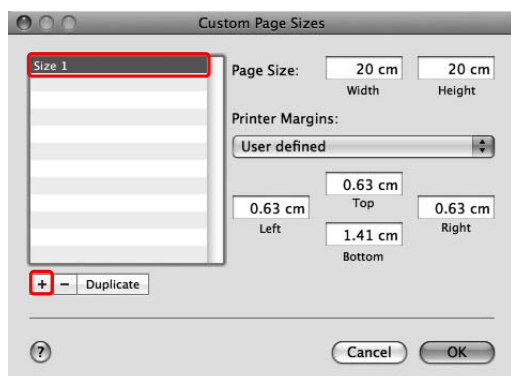 Custom Page Sizes
Size 1
Page Size:
20 cm
20 cm
Width
Height
Printer Margins:
User defined
0.63 cm
Top
0.63 cm
0.63 cm
Left
Right
1.41 cm
Bottom
+ − Duplicate
?
Cancel
OK